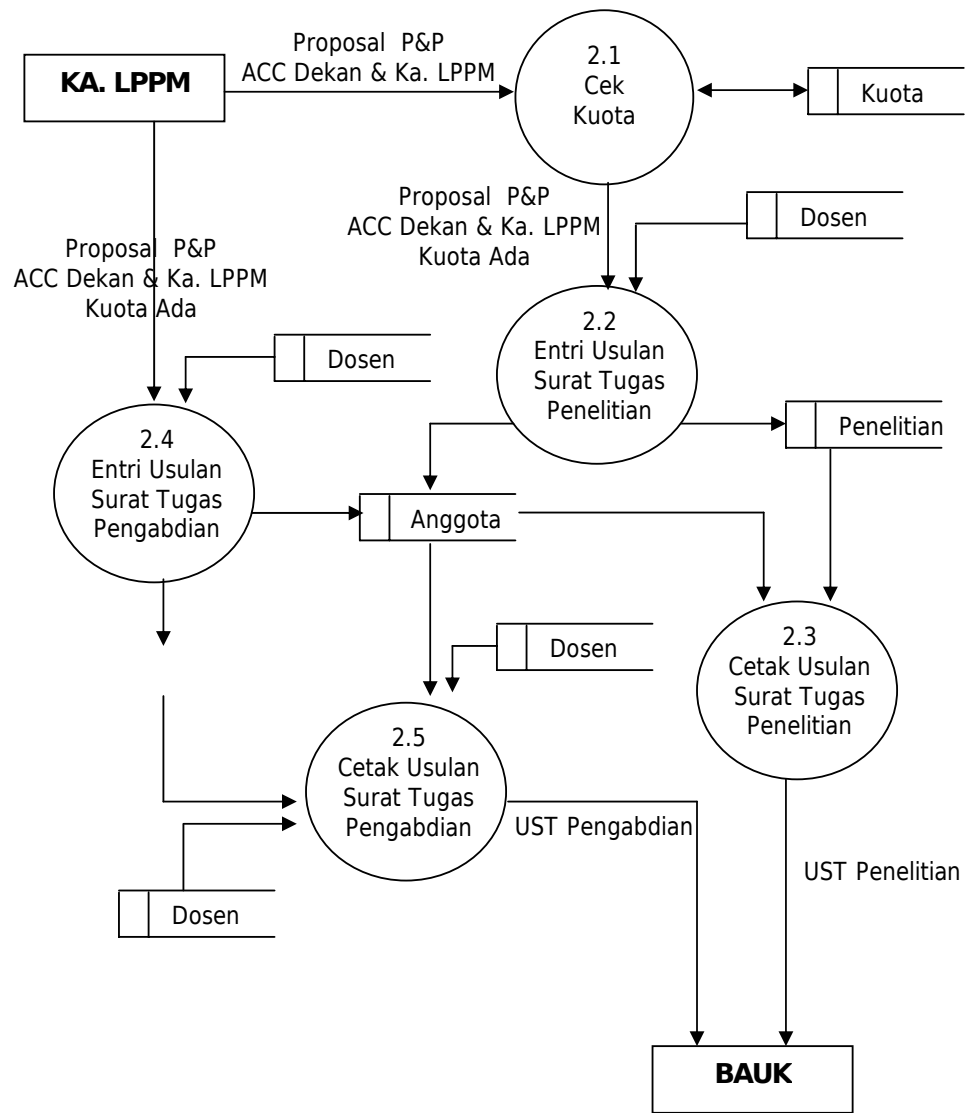 Proposal P&P
ACC Dekan & Ka. LPPM
KA. LPPM
2.1
Cek
Kuota
Kuota
Proposal P&P
ACC Dekan & Ka. LPPM
Kuota Ada
Dosen
Proposal P&P
ACC Dekan & Ka. LPPM
Kuota Ada
2.2
Entri Usulan
Surat Tugas
Penelitian
Dosen
Penelitian
2.4
Entri Usulan
Surat Tugas
Pengabdian
Anggota
Dosen
2.3
Cetak Usulan
Surat Tugas
Penelitian
2.5
Cetak Usulan
Surat Tugas
Pengabdian
UST Pengabdian
UST Penelitian
Dosen
BAUK